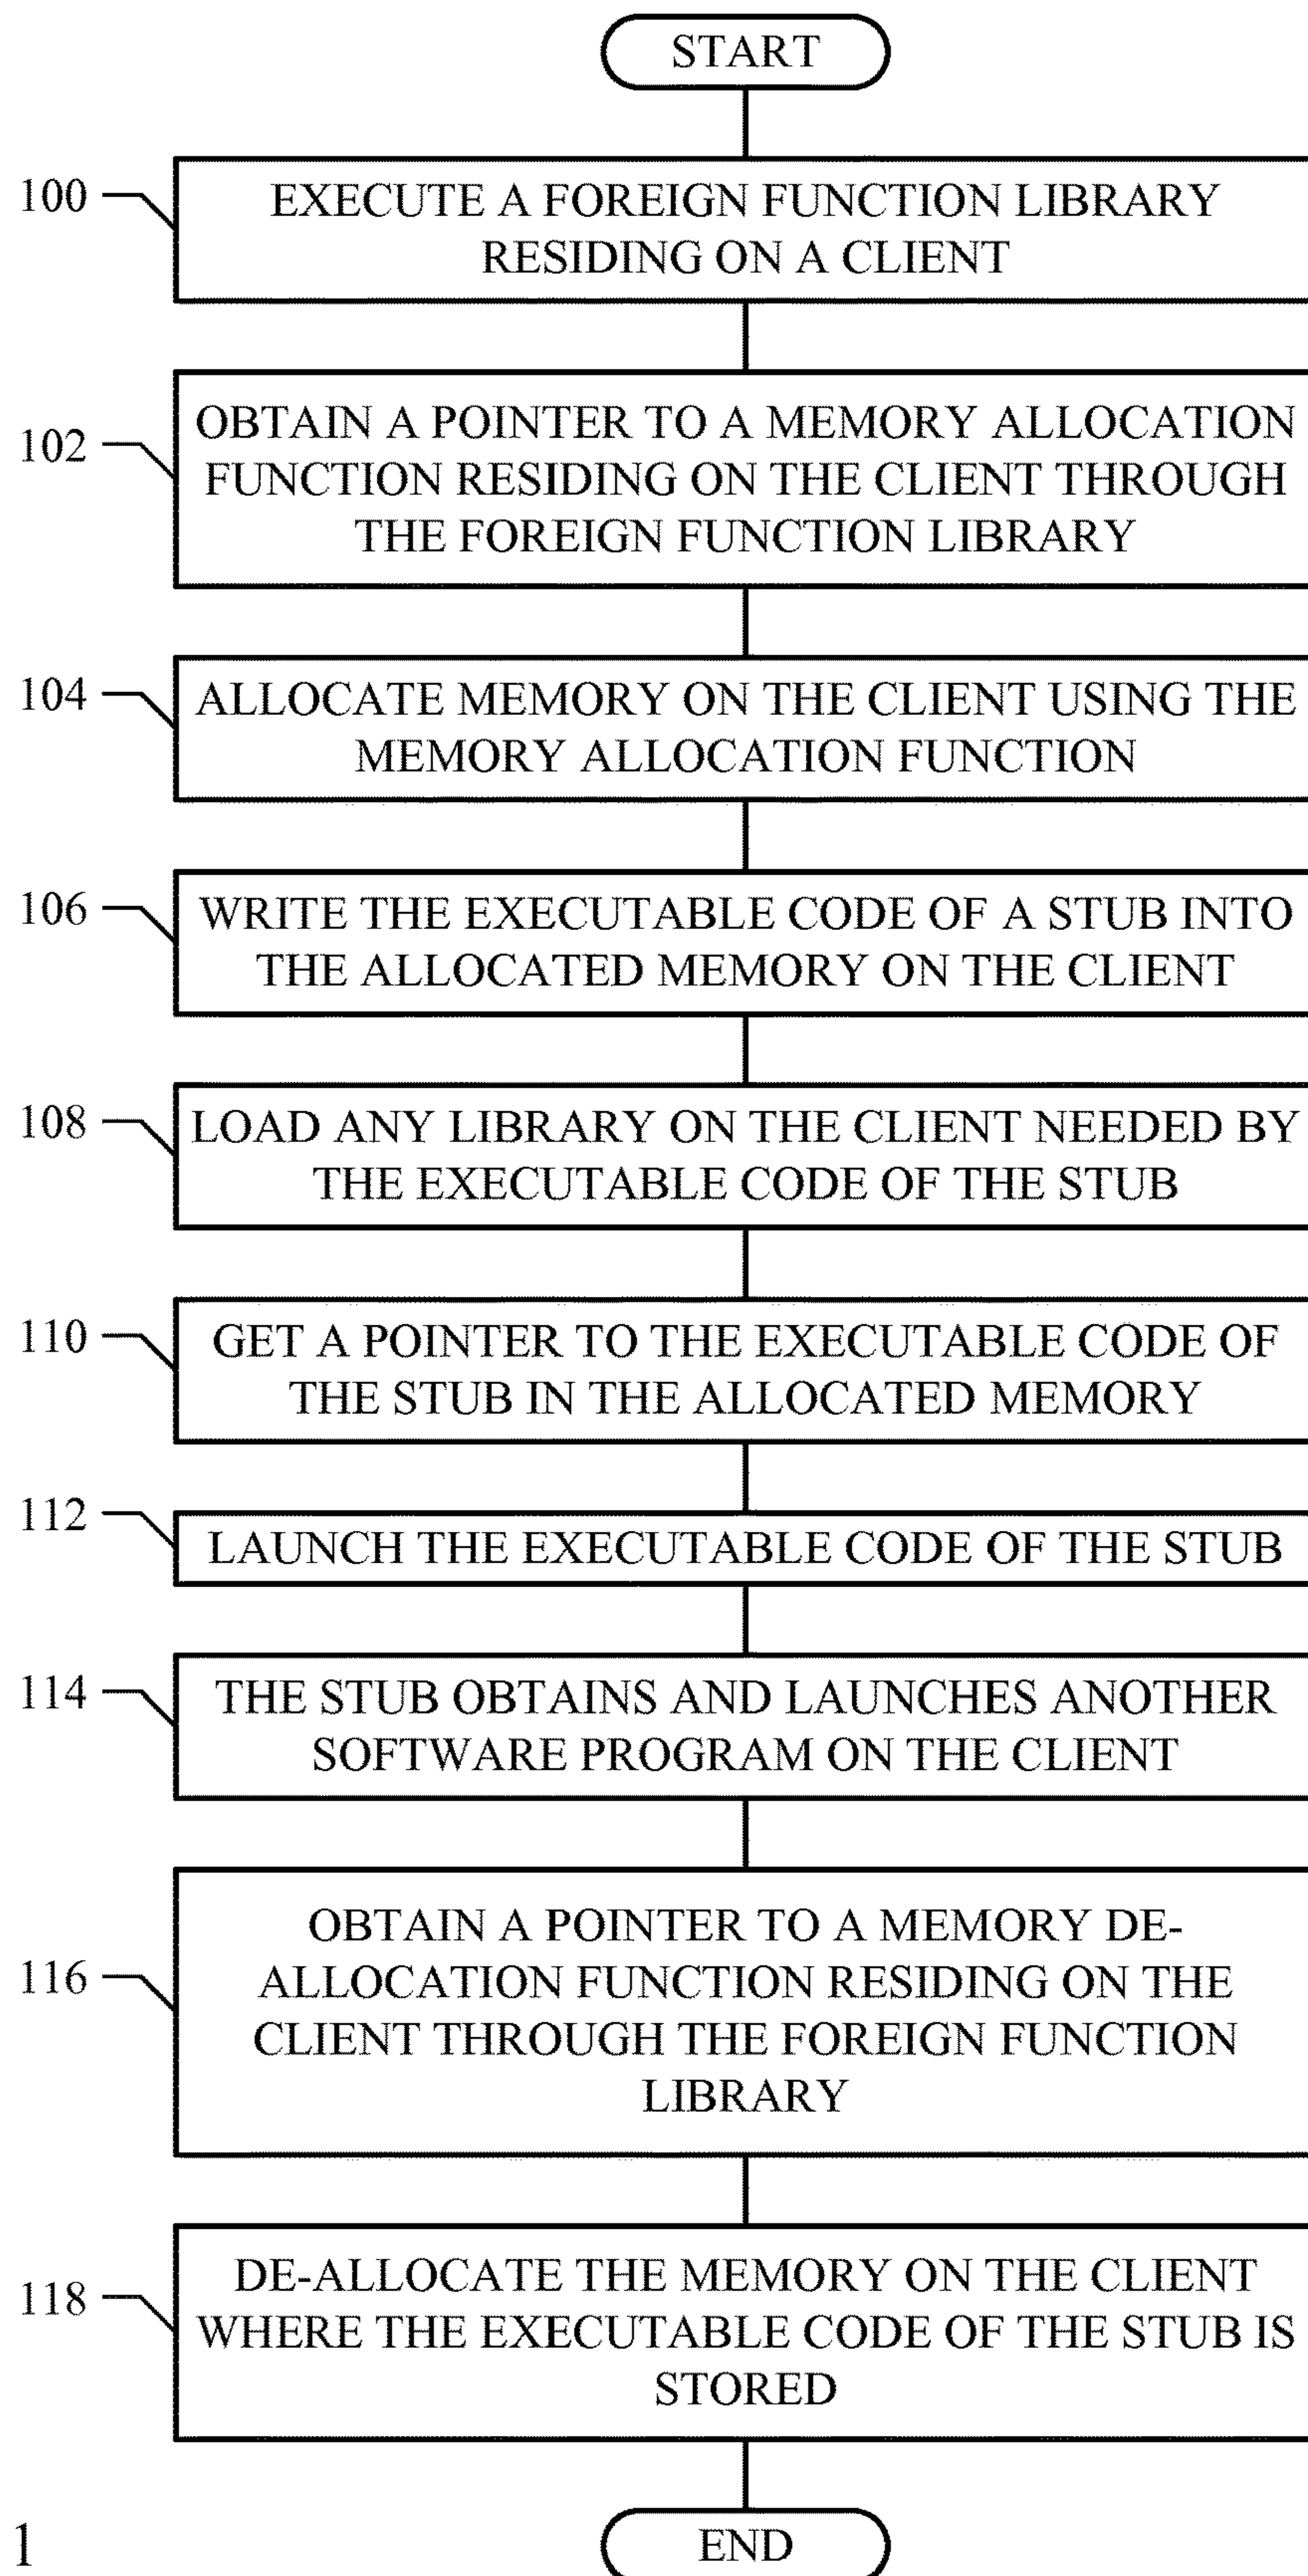 START
100
EXECUTE A FOREIGN FUNCTION LIBRARY
RESIDING ON A CLIENT
102
OBTAIN A POINTER TO A MEMORY ALLOCATION
FUNCTION RESIDING ON THE CLIENT THROUGH
THE FOREIGN FUNCTION LIBRARY
104
ALLOCATE MEMORY ON THE CLIENT USING THE
MEMORY ALLOCATION FUNCTION
106
WRITE THE EXECUTABLE CODE OF A STUB INTO
THE ALLOCATED MEMORY ON THE CLIENT
108
LOAD ANY LIBRARY ON THE CLIENT NEEDED BY
THE EXECUTABLE CODE OF THE STUB
110
GET A POINTER TO THE EXECUTABLE CODE OF
THE STUB IN THE ALLOCATED MEMORY
112
LAUNCH THE EXECUTABLE CODE OF THE STUB
114
THE STUB OBTAINS AND LAUNCHES ANOTHER
SOFTWARE PROGRAM ON THE CLIENT
116
OBTAIN A POINTER TO A MEMORY DE-
ALLOCATION FUNCTION RESIDING ON THE
CLIENT THROUGH THE FOREIGN FUNCTION
LIBRARY
118
DE-ALLOCATE THE MEMORY ON THE CLIENT
WHERE THE EXECUTABLE CODE OF THE STUB IS
STORED
1
END